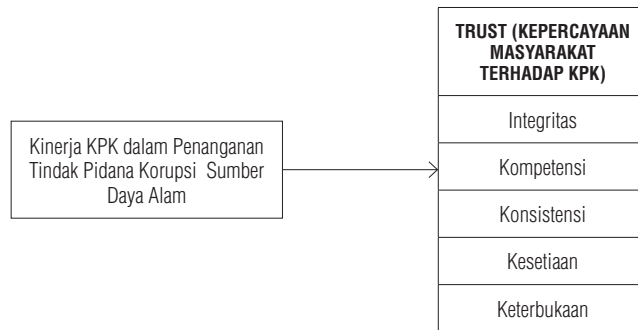 Kinerja KPK dalam Penanganan
Tindak Pidana Korupsi Sumber
Daya Alam
TRUST (KEPERCAYAAN
MASYARAKAT
TERHADAP KPK)
Integritas
Kompetensi
Konsistensi
Kesetiaan
Keterbukaan